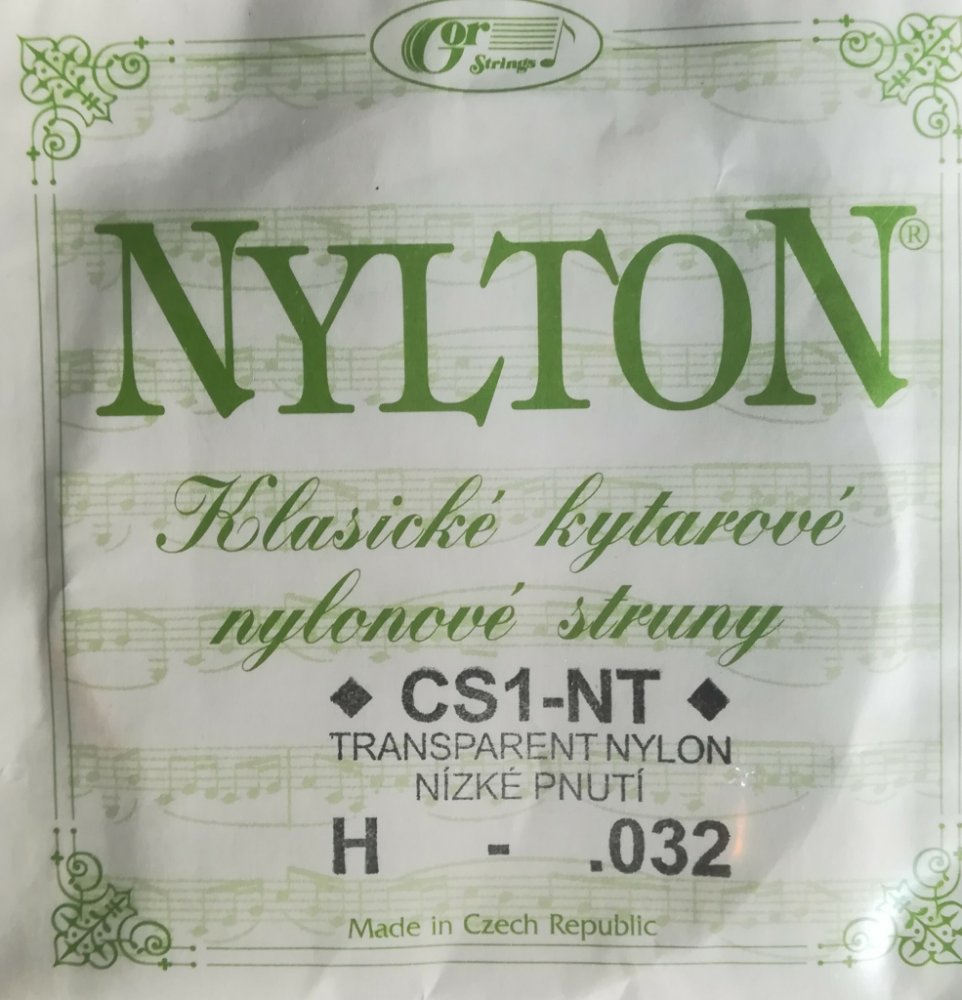 Gor
Strings
NYLTON®
Klasické kytarové
nylonové struny
◆ CS1-NT ◆
TRANSPARENT NYLON
NÍZKÉ PNUTÍ
H - .032
Made in Czech Republic